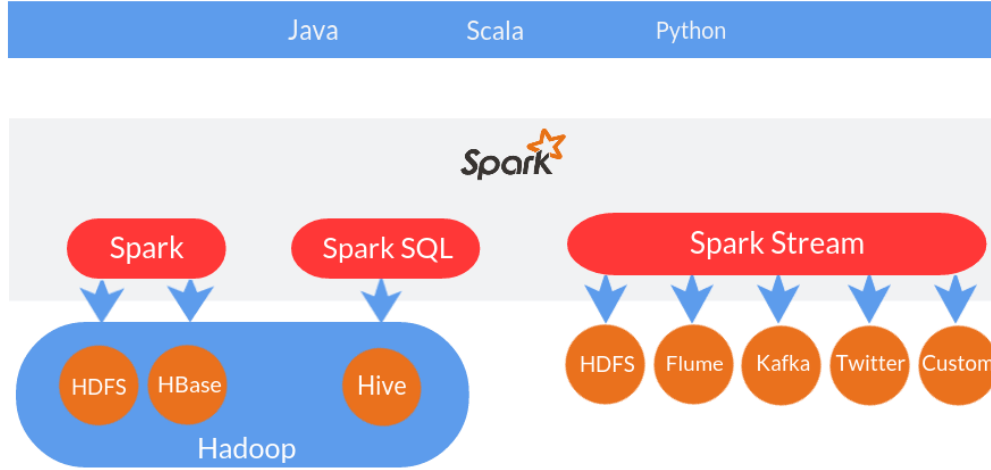 Java Scala Python
Spark
Spark Spark SQL Spark Stream
HDFS HBase Hive HDFS Flume Kafka Twitter Custom
Hadoop